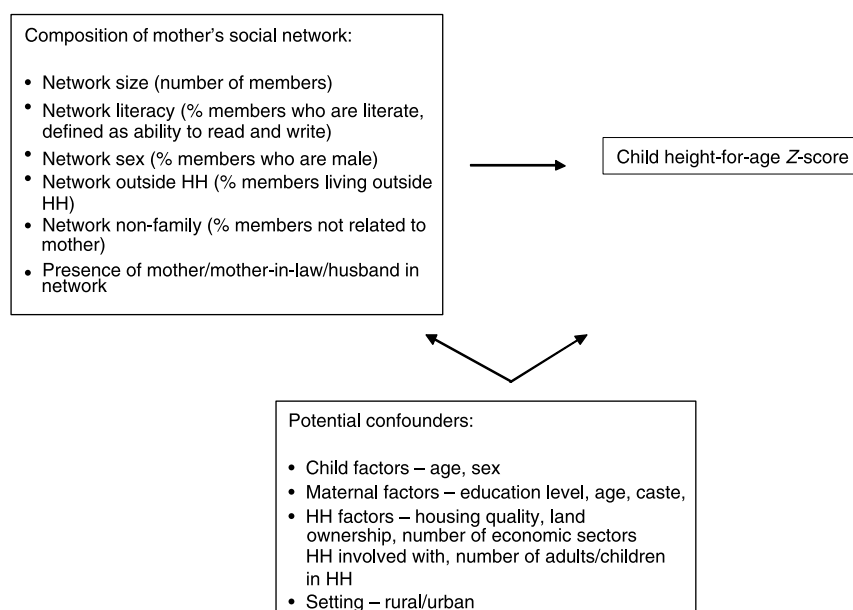 Composition of mother's social network:
• Network size (number of members)
• Network literacy (% members who are literate,
defined as ability to read and write)
• Network sex (% members who are male)
• Network outside HH (% members living outside
HH)
• Network non-family (% members not related to
mother)
• Presence of mother/mother-in-law/husband in
network
Child height-for-age Z-score
Potential confounders:
• Child factors – age, sex
• Maternal factors – education level, age, caste,
• HH factors – housing quality, land
ownership, number of economic sectors
HH involved with, number of adults/children
in HH
• Setting – rural/urban